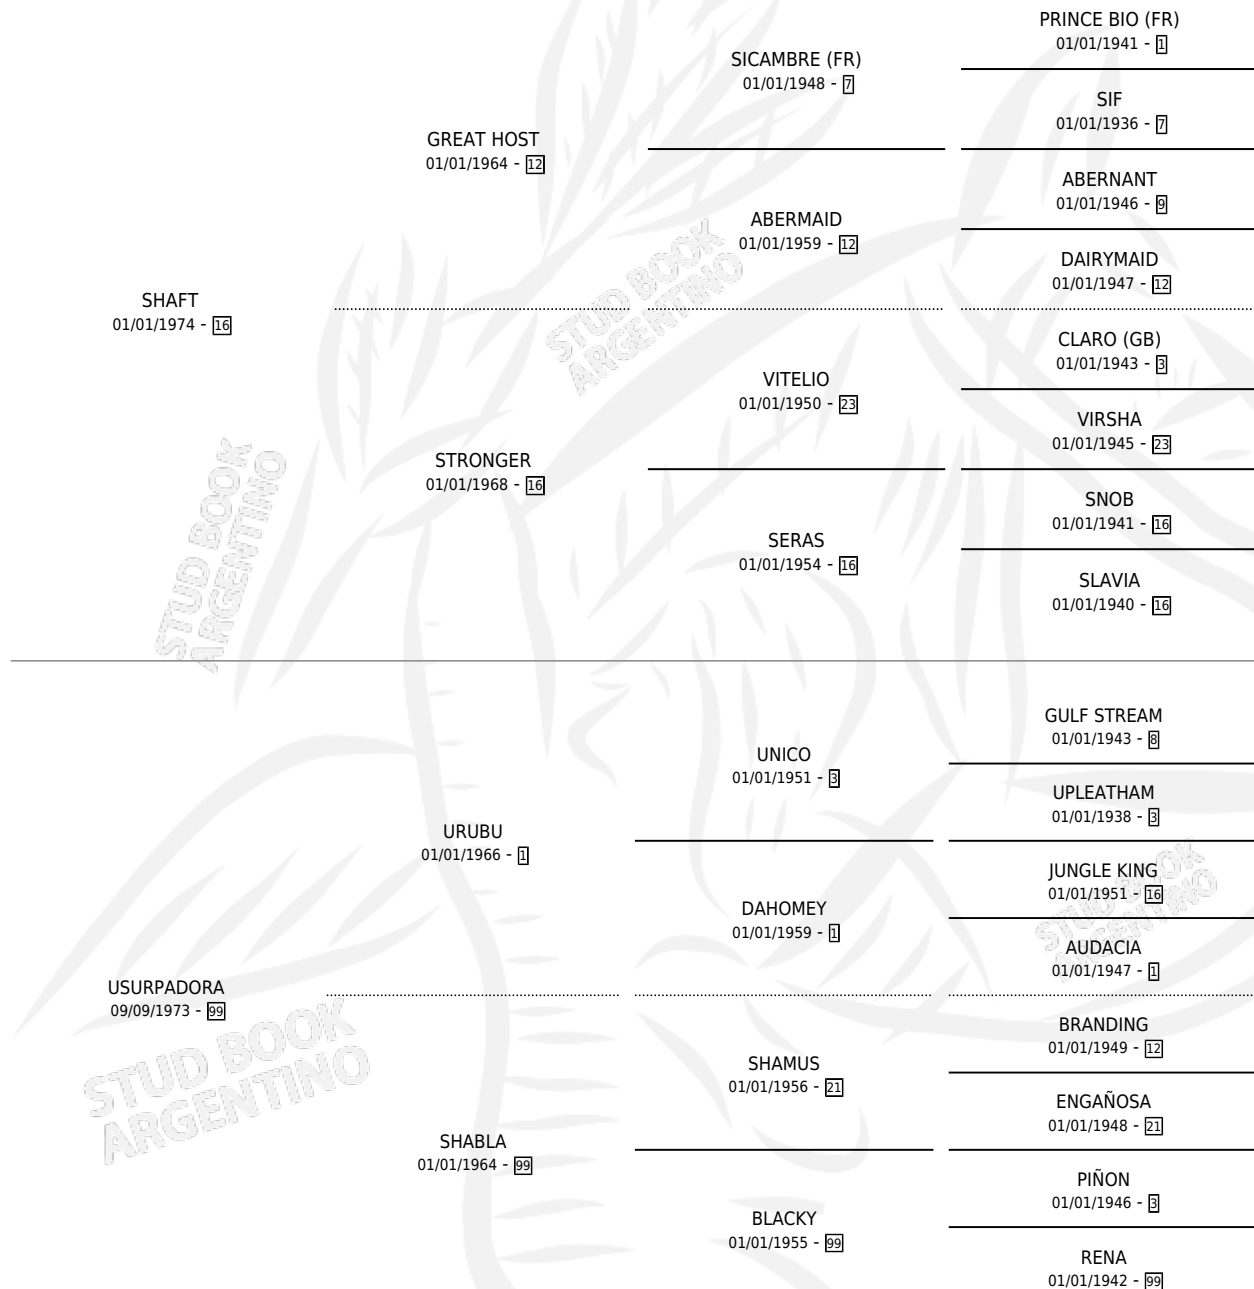 PRINCE BIO (FR)
01/01/1941 - 1
SICAMBRE (FR)
01/01/1948 - 7
SIF
01/01/1936 - 7
GREAT HOST
01/01/1964 - 12
ABERNANT
01/01/1946 - 9
ABERMAID
01/01/1959 - 12
DAIRYMAID
01/01/1947 - 12
SHAFT
01/01/1974 - 16
STUD BOOK
ARGENTINO
CLARO (GB)
01/01/1943 - 3
VITELIO
01/01/1950 - 23
VIRSHA
01/01/1945 - 23
STRONGER
01/01/1968 - 16
SNOB
01/01/1941 - 16
SERAS
01/01/1954 - 16
SLAVIA
01/01/1940 - 16
STUD BOOK
ARGENTINO
GULF STREAM
01/01/1943 - 8
UNICO
01/01/1951 - 3
UPLEATHAM
01/01/1938 - 3
URUBU
01/01/1966 - 1
JUNGLE KING
01/01/1951 - 16
DAHOMEY
01/01/1959 - 1
STUD BOOK
ARGENTINO
AUDACIA
01/01/1947 - 1
USURPADORA
09/09/1973 - 99
STUD BOOK
ARGENTINO
BRANDING
01/01/1949 - 12
SHAMUS
01/01/1956 - 21
ENGAÑOSA
01/01/1948 - 21
SHABLA
01/01/1964 - 99
PIÑON
01/01/1946 - 3
BLACKY
01/01/1955 - 99
RENA
01/01/1942 - 99